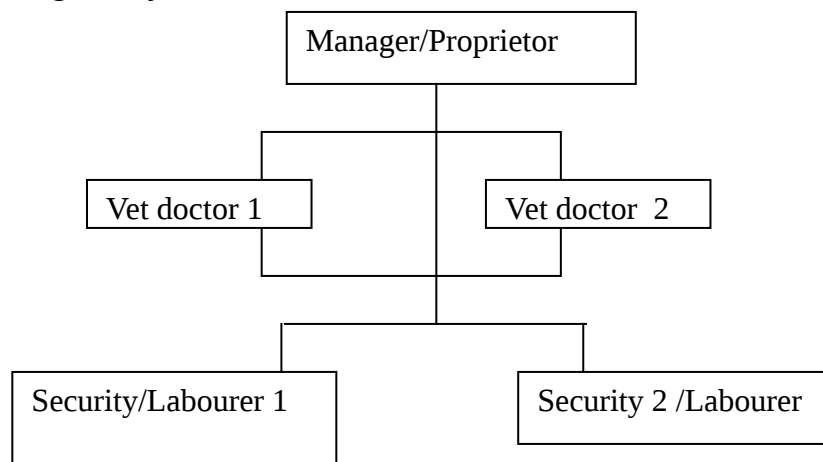 Manager/Proprietor
Vet doctor 1
Vet doctor 2
Security/Labourer 1
Security 2 /Labourer